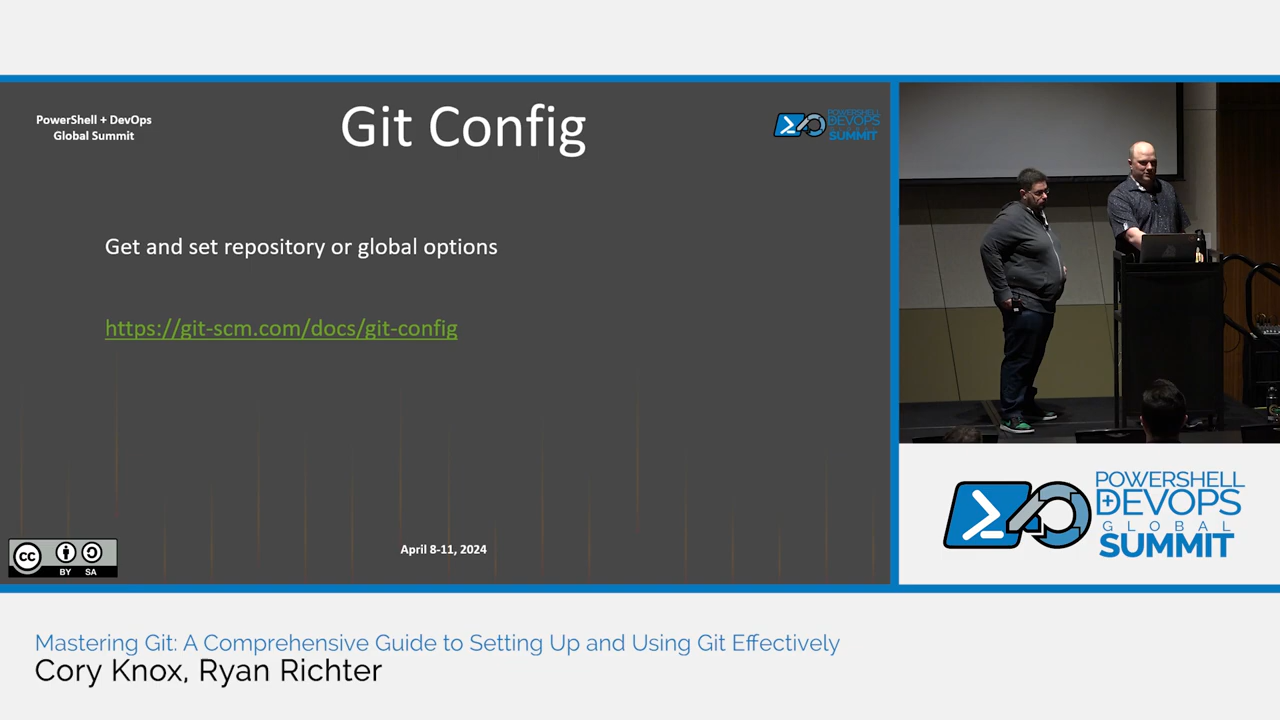 PowerShell + DevOps
Global Summit
Git Config
POWERSHELL
DEVOPS
GLOBAL
SUMMIT
Get and set repository or global options
https://git-scm.com/docs/git-config
April 8-11, 2024
CC
BY SA
POWERSHELL
DEVOPS
GLOBAL
SUMMIT
Mastering Git: A Comprehensive Guide to Setting Up and Using Git Effectively
Cory Knox, Ryan Richter